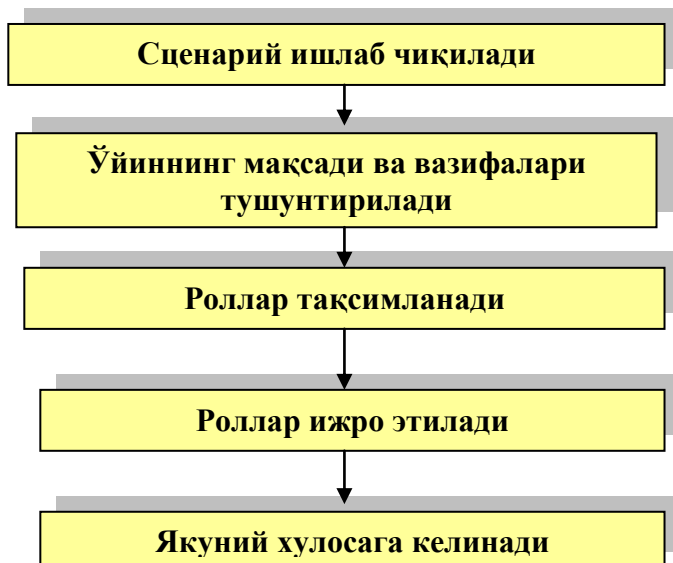 Сценарий ишлаб чиқилади
Ўйиннинг мақсади ва вазифалари
тушунтирилади
Роллар тақсимланади
Роллар ижро этилади
Якуний хулосага келинади